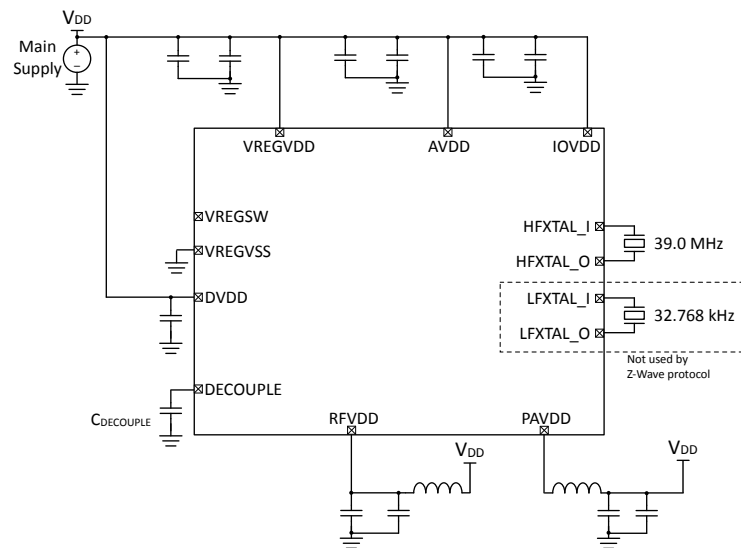 VDD
Main
Supply
+
−
VREGVDD
AVDD
IOVDD
VREGSW
HFXTAL_I
39.0 MHz
VREGVSS
HFXTAL_O
DVDD
LFXTAL_I
32.768 kHz
LFXTAL_O
Not used by
Z-Wave protocol
DECOUPLE
CDECOUPLE
RFVDD
PAVDD
VDD
VDD